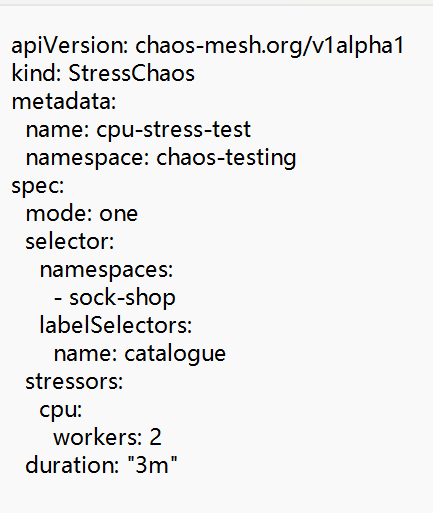 apiVersion: chaos-mesh.org/v1alpha1
kind: StressChaos
metadata:
  name: cpu-stress-test
  namespace: chaos-testing
spec:
  mode: one
  selector:
    namespaces:
      - sock-shop
    labelSelectors:
      name: catalogue
  stressors:
    cpu:
      workers: 2
  duration: "3m"